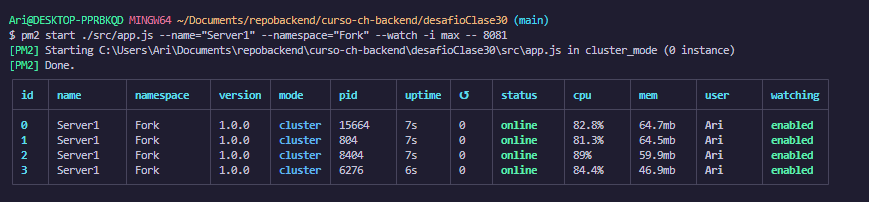 Ari@DESKTOP-PPRBKQD MINGW64 ~/Documents/repobackend/curso-ch-backend/desafioClase30 (main)
$ pm2 start ./src/app.js --name="Server1" --namespace="Fork" --watch -i max -- 8081
[PM2] Starting C:\Users\Ari\Documents\repobackend\curso-ch-backend\desafioClase30\src\app.js in cluster_mode (0 instance)
[PM2] Done.
id name namespace version mode pid uptime ↺ status cpu mem user watching
0 Server1 Fork 1.0.0 cluster 15664 7s 0 online 82.8% 64.7mb Ari enabled
1 Server1 Fork 1.0.0 cluster 804 7s 0 online 81.3% 64.5mb Ari enabled
2 Server1 Fork 1.0.0 cluster 8404 7s 0 online 89% 59.9mb Ari enabled
3 Server1 Fork 1.0.0 cluster 6276 6s 0 online 84.4% 46.9mb Ari enabled